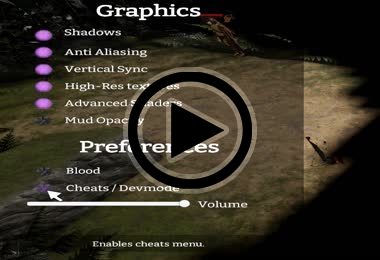 Graphics
Shadows
Anti Aliasing
Vertical Sync
High-Res textures
Advanced Shaders
Mud Opacity
Preferences
Blood
Cheats / Devmode
Volume
Enables cheats menu.